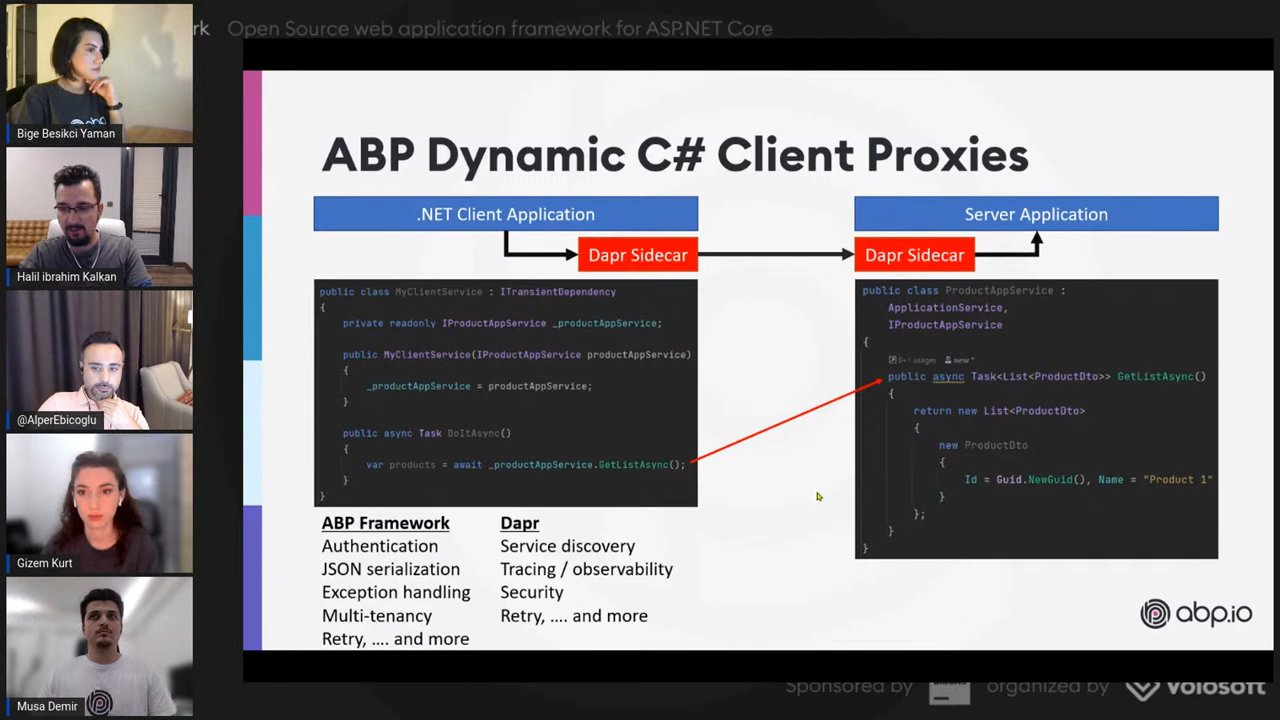 rk Open Source web application framework for ASP.NET Core
Bige Besikci Yaman
Halil ibrahim Kalkan
@AlperEbicoglu
Gizem Kurt
Musa Demir
ABP Dynamic C# Client Proxies
.NET Client Application
Dapr Sidecar
Dapr Sidecar
Server Application
public class MyClientService : ITransientDependency
{
private readonly IProductAppService _productAppService;
public MyClientService(IProductAppService productAppService)
{
_productAppService = productAppService;
}
public async Task DoItAsync()
{
var products = await _productAppService.GetListAsync();
}
}
public class ProductAppService :
ApplicationService,
IProductAppService
{
0+1 usages new *
public async Task<List<ProductDto>> GetListAsync()
{
return new List<ProductDto>
{
new ProductDto
{
Id = Guid.NewGuid(), Name = "Product 1"
}
};
}
}
ABP Framework
Authentication
JSON serialization
Exception handling
Multi-tenancy
Retry, .... and more
Dapr
Service discovery
Tracing / observability
Security
Retry, .... and more
abp.io
Sponsored by
organized by
Volosoft